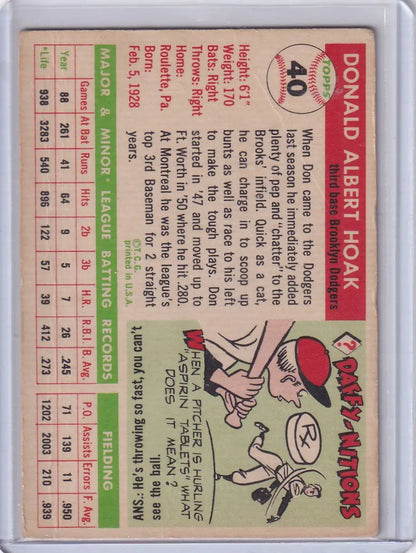 TOPPS
40
DONALD ALBERT HOAK
third base Brooklyn Dodgers
Height: 6'1"
Weight: 170
Bats: Right
Throws: Right
Home:
Roulette, Pa.
Born:
Feb. 5, 1928
When Don came to the Dodgers
last season he immediately added
plenty of pep and "chatter" to the
Brooks' infield. Quick as a cat,
he can charge in to scoop up
bunts as well as race to his left
to make the tough plays. Don
started in '47 and moved up to
Ft. Worth in '50 where he hit .280.
At Montreal he was the league's
top 3rd Baseman for 2 straight
years.
©T.C.G.
printed in U.S.A.
?
DAFFY-NITIONS
Rx
WHEN A PITCHER IS HURLING
"ASPIRIN TABLETS" WHAT
DOES IT MEAN?
ANS: He's throwing so fast, you can't
see the ball.
MAJOR & MINOR LEAGUE BATTING RECORDS
FIELDING
Games At Bat Runs Hits 2b 3b H.R. R.B.I. B. Avg. P.O. Assists Errors F. Avg.
Year 88 261 41 64 9 5 7 26 .245 71 139 11 .950
*Life 938 3283 540 896 122 57 39 412 .273 1202 2003 210 .939